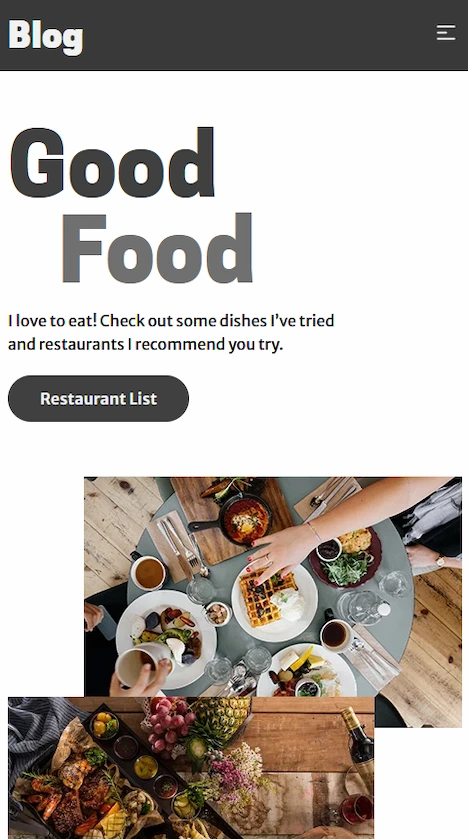 Blog
Good
Food
I love to eat! Check out some dishes I've tried
and restaurants I recommend you try.
Restaurant List